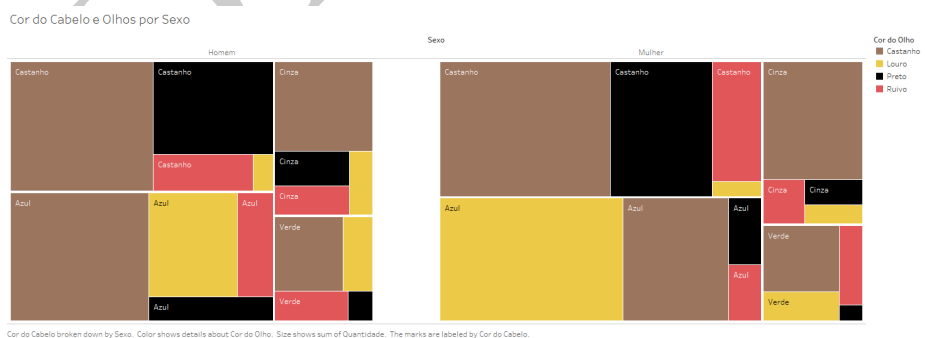 Cor do Cabelo e Olhos por Sexo
Sexo
Homem
Mulher
Cor do Olho
Castanho
Louro
Preto
Ruivo
Castanho
Castanho
Castanho
Azul
Azul
Azul
Azul
Cinza
Cinza
Cinza
Verde
Verde
Castanho
Castanho
Castanho
Azul
Azul
Azul
Azul
Cinza
Cinza
Cinza
Verde
Verde
Cor do Cabelo broken down by Sexo. Color shows details about Cor do Olho. Size shows sum of Quantidade. The marks are labeled by Cor do Cabelo.